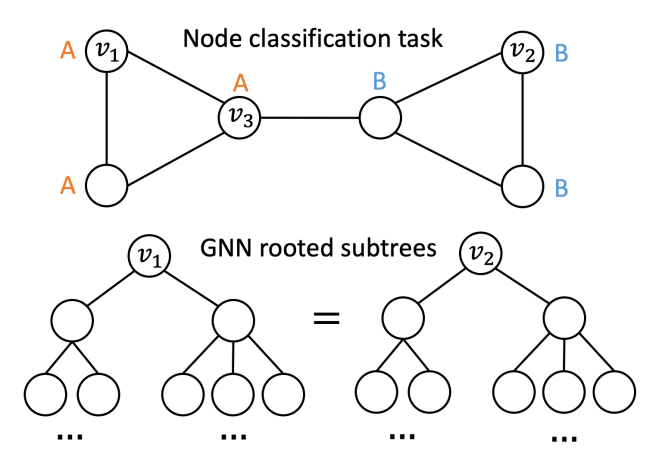 Node classification task
A v₁ v₂ B
A B
v₃
A B
GNN rooted subtrees
v₁ v₂
=
... ... ... ...